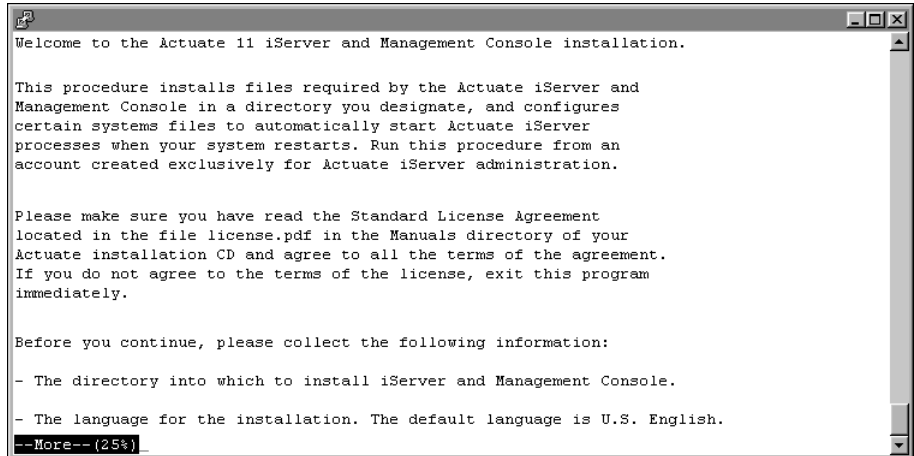 Welcome to the Actuate 11 iServer and Management Console installation.
This procedure installs files required by the Actuate iServer and
Management Console in a directory you designate, and configures
certain systems files to automatically start Actuate iServer
processes when your system restarts. Run this procedure from an
account created exclusively for Actuate iServer administration.
Please make sure you have read the Standard License Agreement
located in the file license.pdf in the Manuals directory of your
Actuate installation CD and agree to all the terms of the agreement.
If you do not agree to the terms of the license, exit this program
immediately.
Before you continue, please collect the following information:
- The directory into which to install iServer and Management Console.
- The language for the installation. The default language is U.S. English.
--More--(25%)